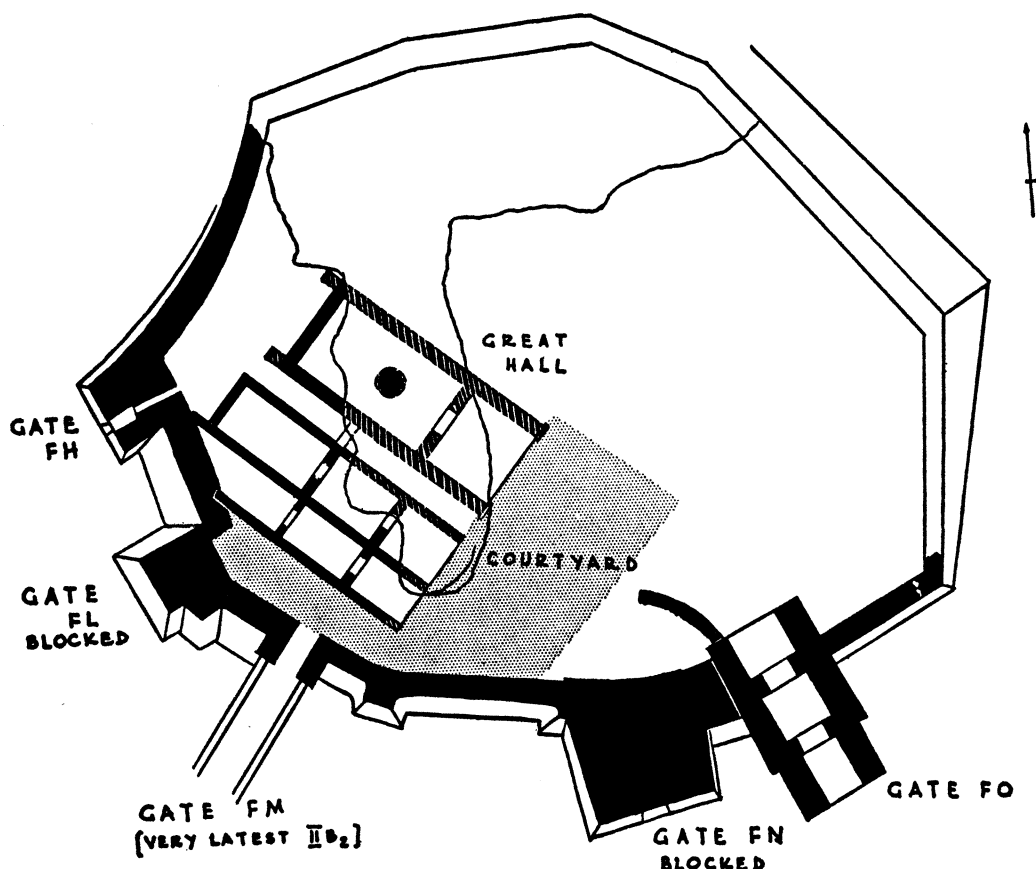 GREAT
HALL
GATE
FH
COURTYARD
GATE
FL
BLOCKED
GATE FM
[VERY LATEST IIB₂]
GATE FO
GATE FN
BLOCKED